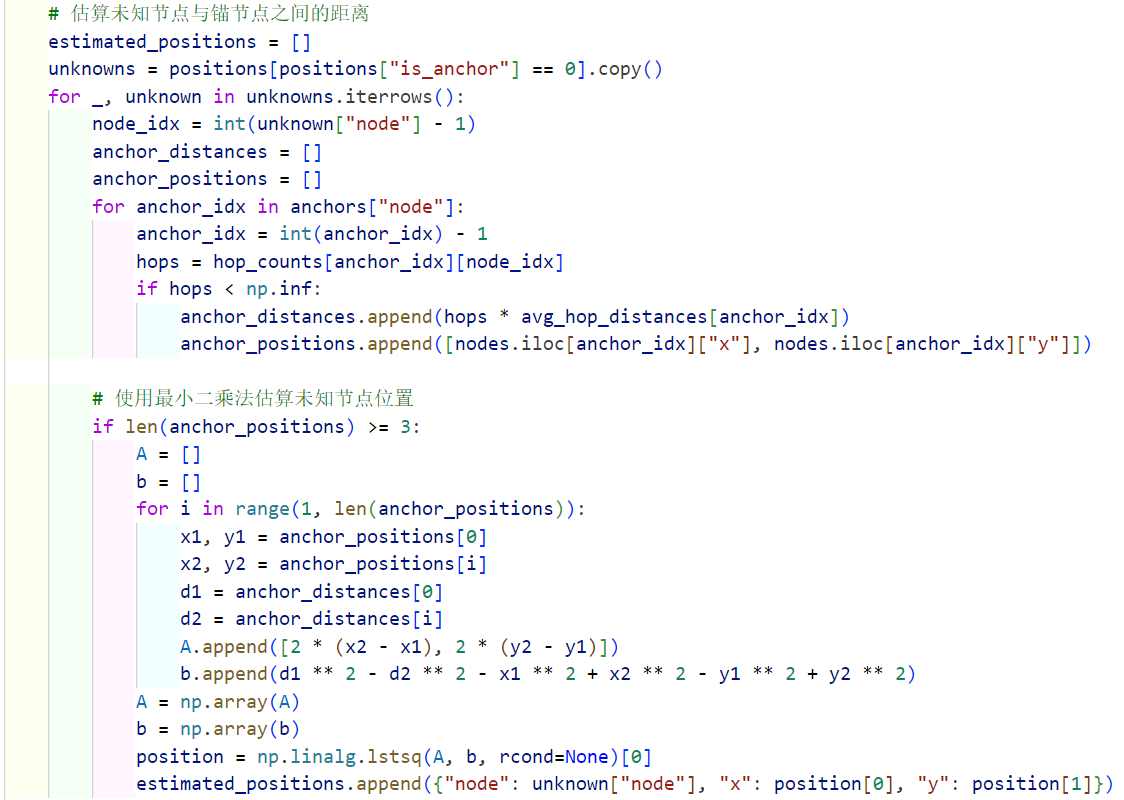 # 估算未知节点与锚节点之间的距离
estimated_positions = []
unknowns = positions[positions["is_anchor"] == 0].copy()
for _, unknown in unknowns.iterrows():
    node_idx = int(unknown["node"] - 1)
    anchor_distances = []
    anchor_positions = []
    for anchor_idx in anchors["node"]:
        anchor_idx = int(anchor_idx) - 1
        hops = hop_counts[anchor_idx][node_idx]
        if hops < np.inf:
            anchor_distances.append(hops * avg_hop_distances[anchor_idx])
            anchor_positions.append([nodes.iloc[anchor_idx]["x"], nodes.iloc[anchor_idx]["y"]])
    # 使用最小二乘法估算未知节点位置
    if len(anchor_positions) >= 3:
        A = []
        b = []
        for i in range(1, len(anchor_positions)):
            x1, y1 = anchor_positions[0]
            x2, y2 = anchor_positions[i]
            d1 = anchor_distances[0]
            d2 = anchor_distances[i]
            A.append([2 * (x2 - x1), 2 * (y2 - y1)])
            b.append(d1 ** 2 - d2 ** 2 - x1 ** 2 + x2 ** 2 - y1 ** 2 + y2 ** 2)
        A = np.array(A)
        b = np.array(b)
        position = np.linalg.lstsq(A, b, rcond=None)[0]
        estimated_positions.append({"node": unknown["node"], "x": position[0], "y": position[1]})